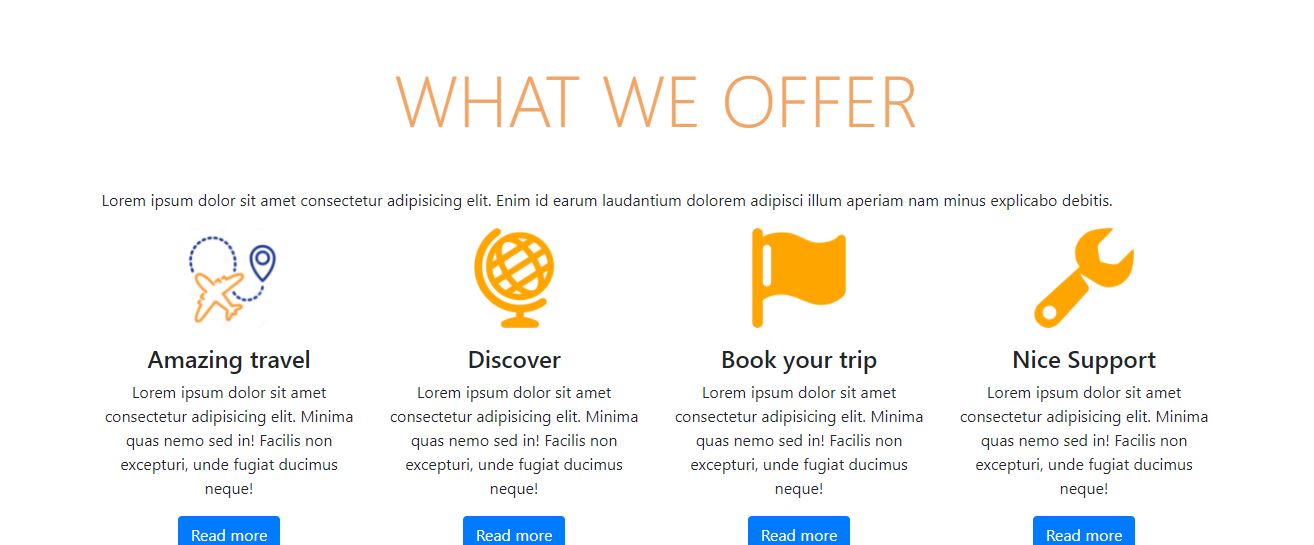 WHAT WE OFFER
Lorem ipsum dolor sit amet consectetur adipisicing elit. Enim id earum laudantium dolorem adipisci illum aperiam nam minus explicabo debitis.
Amazing travel
Lorem ipsum dolor sit amet
consectetur adipisicing elit. Minima
quas nemo sed in! Facilis non
excepturi, unde fugiat ducimus
neque!
Read more
Discover
Lorem ipsum dolor sit amet
consectetur adipisicing elit. Minima
quas nemo sed in! Facilis non
excepturi, unde fugiat ducimus
neque!
Read more
Book your trip
Lorem ipsum dolor sit amet
consectetur adipisicing elit. Minima
quas nemo sed in! Facilis non
excepturi, unde fugiat ducimus
neque!
Read more
Nice Support
Lorem ipsum dolor sit amet
consectetur adipisicing elit. Minima
quas nemo sed in! Facilis non
excepturi, unde fugiat ducimus
neque!
Read more